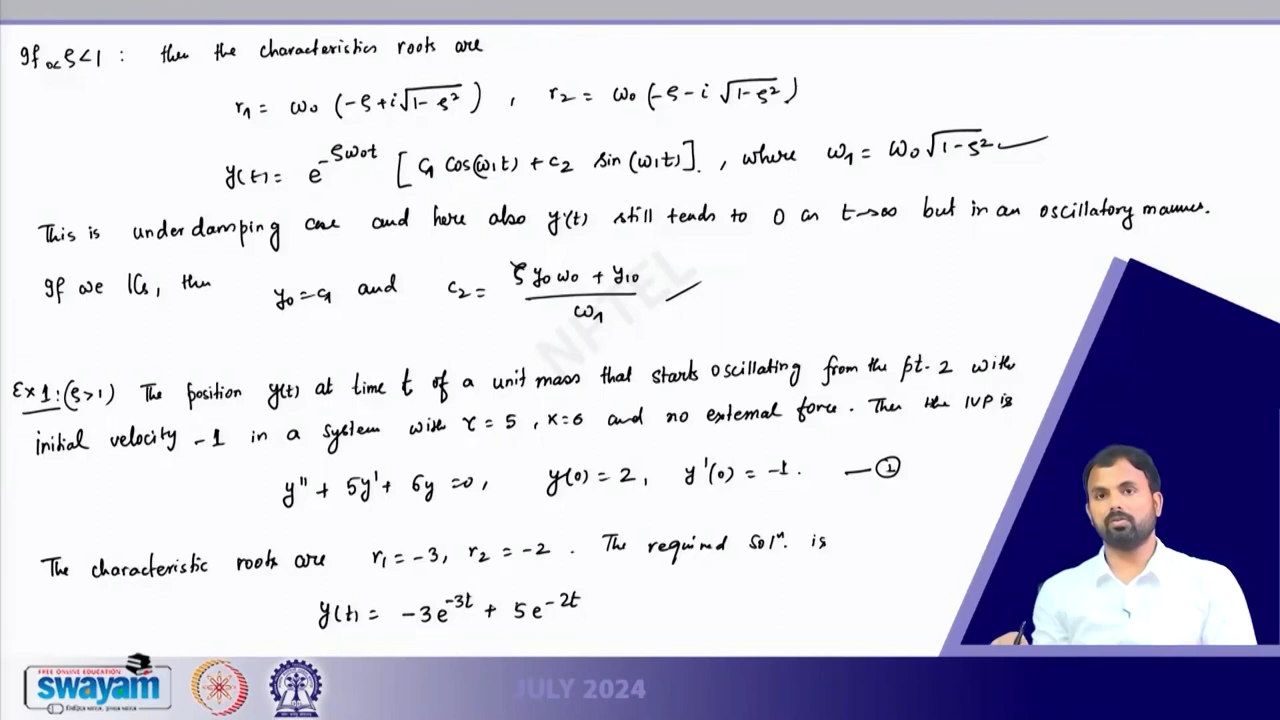 If 0< ξ<1 : then the characteristics roots are
r₁ = ω₀ (-ξ+i√1-ξ²) , r₂ = ω₀ (-ξ-i √1-ξ²)
y(t) = e^-ξω₀t [C₁ cos(ω₁t) + c₂ sin(ω₁t)] , where ω₁ = ω₀√1-ξ²
This is underdamping case and here also y(t) still tends to 0 as t→∞ but in an oscillatory manner.
If we ICs, then y₀=c₁ and c₂ = (ξ y₀ ω₀ + y₁₀)/ω₁
NPTEL
Ex 1:(ξ>1) The position y(t) at time t of a unit mass that starts oscillating from the pt. 2 with
initial velocity -1 in a system with r = 5 , k=6 and no external force. Then the IVP is
y'' + 5y' + 6y =0, y(0) = 2, y'(0) = -1. —①
The characteristic roots are r₁ = -3, r₂ = -2 . The required solⁿ. is
y(t) = -3e^-3t + 5e^-2t
FREE ONLINE EDUCATION
swayam
JULY 2024